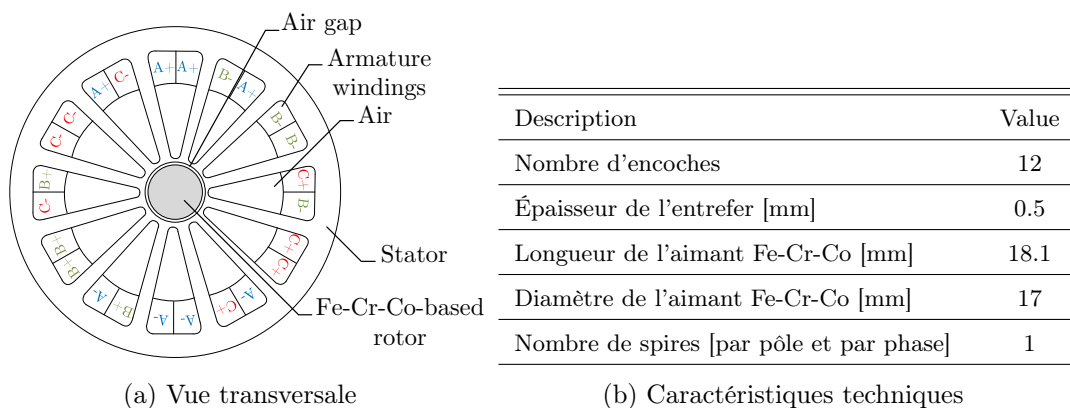 Air gap
Armature
windings
Air
Stator
Fe-Cr-Co-based
rotor
A+ A+
B- A+
B- B-
C+ B-
C+ C+
A- C+
A- A-
B+ A-
B+ B+
C- B+
C- C-
A+ C-
(a) Vue transversale
Description Value
Nombre d'encoches 12
Épaisseur de l'entrefer [mm] 0.5
Longueur de l'aimant Fe-Cr-Co [mm] 18.1
Diamètre de l'aimant Fe-Cr-Co [mm] 17
Nombre de spires [par pôle et par phase] 1
(b) Caractéristiques techniques